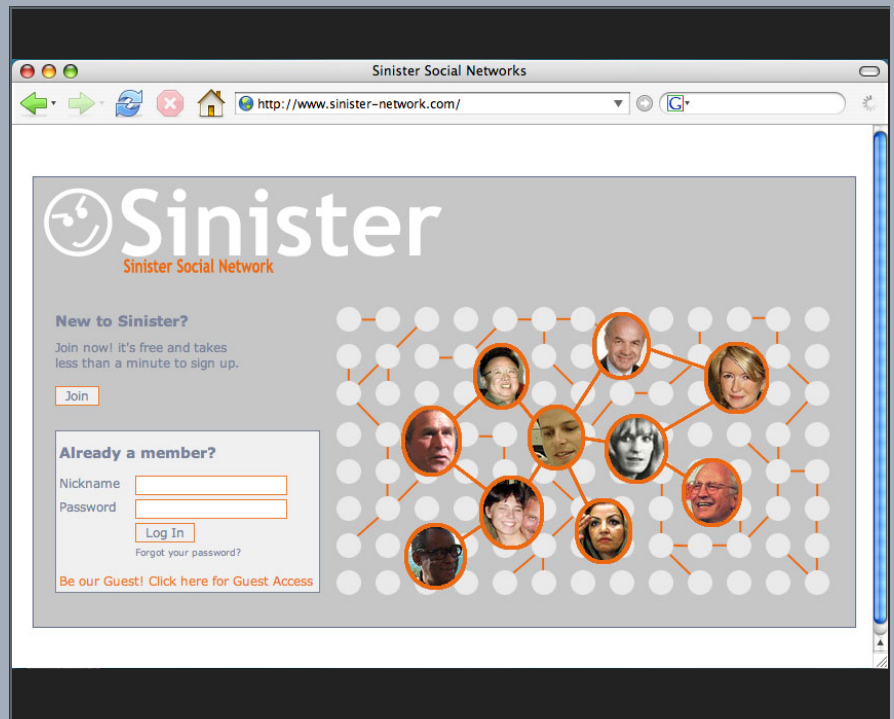 Sinister Social Networks
http://www.sinister-network.com/
G
Sinister
Sinister Social Network
New to Sinister?
Join now! it's free and takes
less than a minute to sign up.
Join
Already a member?
Nickname
Password
Log In
Forgot your password?
Be our Guest! Click here for Guest Access